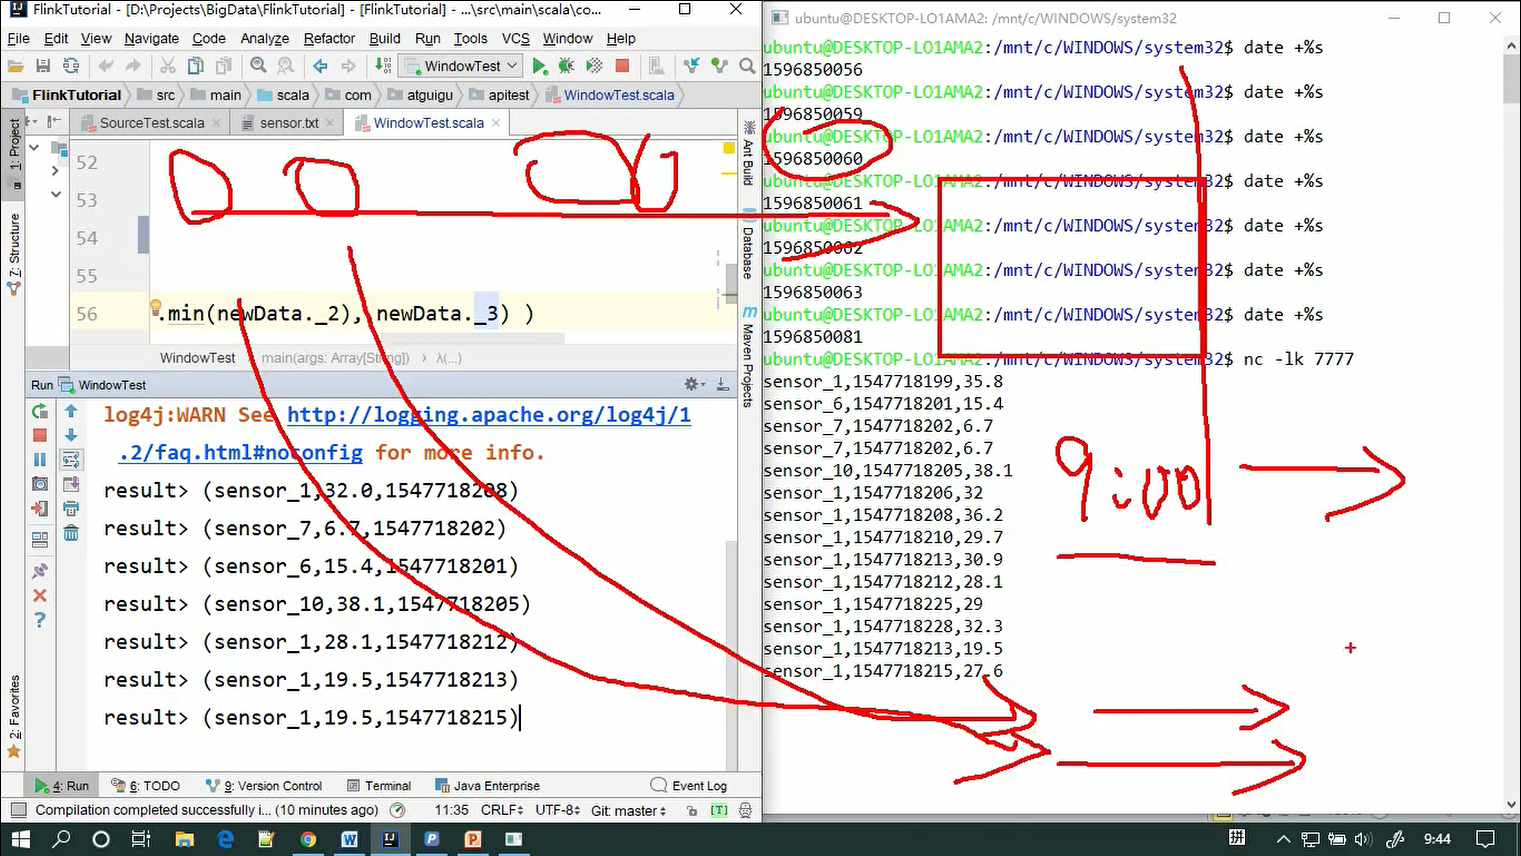 FlinkTutorial - [D:\Projects\BigData\FlinkTutorial] - [FlinkTutorial] - ...\src\main\scala\co...
File Edit View Navigate Code Analyze Refactor Build Run Tools VCS Window Help
WindowTest
FlinkTutorial src main scala com atguigu apitest WindowTest.scala
SourceTest.scala sensor.txt WindowTest.scala
1: Project
7: Structure
2: Favorites
52
53
54
55
56 .min(newData._2), newData._3) )
WindowTest main(args: Array[String]) λ(...)
Ant Build
Database
Maven Projects
Run WindowTest
log4j:WARN See http://logging.apache.org/log4j/1
.2/faq.html#noconfig for more info.
result> (sensor_1,32.0,1547718208)
result> (sensor_7,6.7,1547718202)
result> (sensor_6,15.4,1547718201)
result> (sensor_10,38.1,1547718205)
result> (sensor_1,28.1,1547718212)
result> (sensor_1,19.5,1547718213)
result> (sensor_1,19.5,1547718215)
4: Run 6: TODO 9: Version Control Terminal Java Enterprise Event Log
Compilation completed successfully i... (10 minutes ago) 11:35 CRLF UTF-8 Git: master [T]
ubuntu@DESKTOP-LO1AMA2: /mnt/c/WINDOWS/system32
ubuntu@DESKTOP-LO1AMA2:/mnt/c/WINDOWS/system32$ date +%s
1596850056
ubuntu@DESKTOP-LO1AMA2:/mnt/c/WINDOWS/system32$ date +%s
1596850059
ubuntu@DESKTOP-LO1AMA2:/mnt/c/WINDOWS/system32$ date +%s
1596850060
ubuntu@DESKTOP-LO1AMA2:/mnt/c/WINDOWS/system32$ date +%s
1596850061
ubuntu@DESKTOP-LO1AMA2:/mnt/c/WINDOWS/system32$ date +%s
1596850062
ubuntu@DESKTOP-LO1AMA2:/mnt/c/WINDOWS/system32$ date +%s
1596850063
ubuntu@DESKTOP-LO1AMA2:/mnt/c/WINDOWS/system32$ date +%s
1596850081
ubuntu@DESKTOP-LO1AMA2:/mnt/c/WINDOWS/system32$ nc -lk 7777
sensor_1,1547718199,35.8
sensor_6,1547718201,15.4
sensor_7,1547718202,6.7
sensor_7,1547718202,6.7
sensor_10,1547718205,38.1
sensor_1,1547718206,32
sensor_1,1547718208,36.2
sensor_1,1547718210,29.7
sensor_1,1547718213,30.9
sensor_1,1547718212,28.1
sensor_1,1547718225,29
sensor_1,1547718228,32.3
sensor_1,1547718213,19.5
sensor_1,1547718215,27.6
9:00
拼 9:44